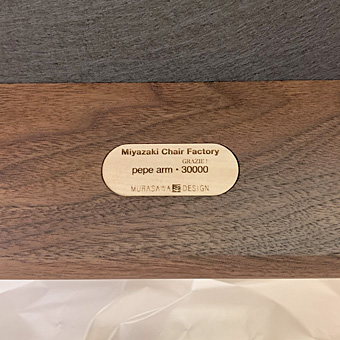 Miyazaki Chair Factory
GRAZIE!
pepe arm・30000
MURASAWA DESIGN